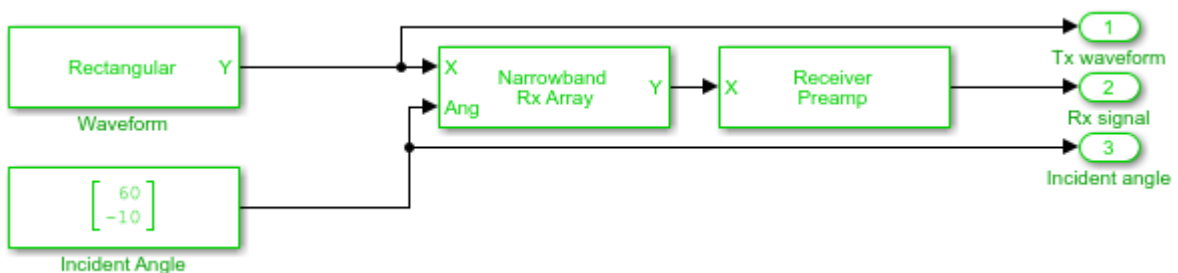 Rectangular
Y
Waveform
X
Ang
Narrowband
Rx Array
Y
X
Receiver
Preamp
1
Tx waveform
2
Rx signal
3
Incident angle
60
-10
Incident Angle